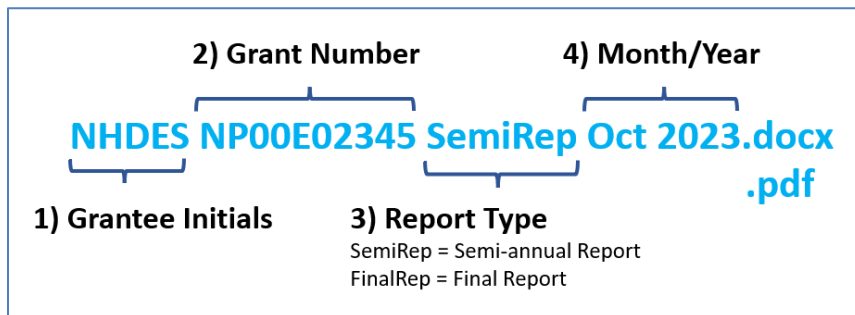 2) Grant Number
4) Month/Year
NHDES NP00E02345 SemiRep Oct 2023.docx
.pdf
1) Grantee Initials
3) Report Type
SemiRep = Semi-annual Report
FinalRep = Final Report